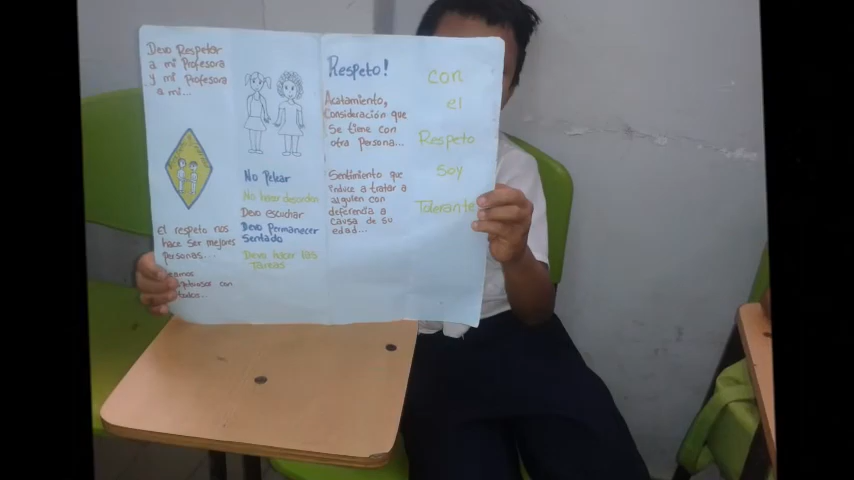 Devo Respetar
a mi Profesora
y mi Profesora
a mi...
El respeto nos
hace ser mejores
personas...
con
No Pelear
No hacer desorden
Devo escuchar
Devo Permanecer
Sentado
Devo hacer las
Tareas
Respeto!
Acatamiento,
Consideración que
se tiene con
otra Persona...
Sentimiento que
induce a tratar a
alguien con
deferencia a
causa de su
edad...
con
el
Respeto
Soy
Tolerante